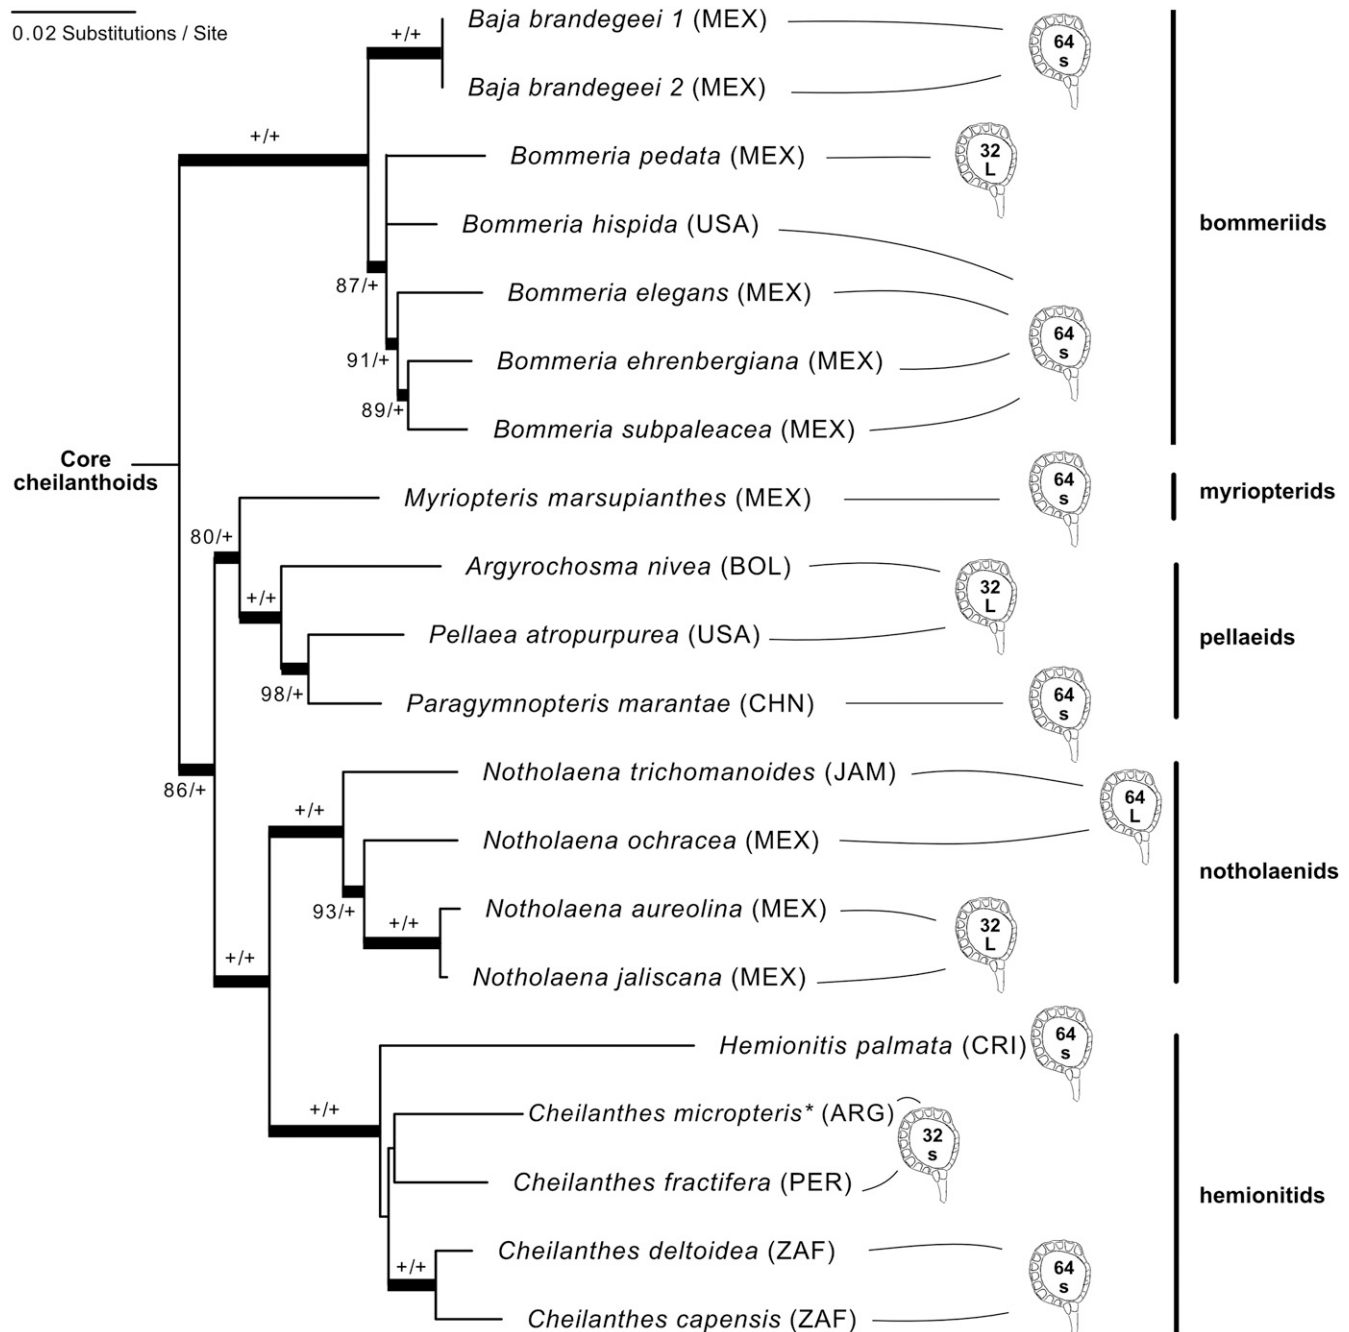 0.02 Substitutions / Site
+/+
Baja brandegeei 1 (MEX)
64
s
Baja brandegeei 2 (MEX)
+/+
Bommeria pedata (MEX)
32
L
Bommeria hispida (USA)
bommeriids
87/+
Bommeria elegans (MEX)
64
s
91/+
Bommeria ehrenbergiana (MEX)
89/+
Bommeria subpaleacea (MEX)
Core
cheilanthoids
Myriopteris marsupianthes (MEX)
64
s
myriopterids
80/+
Argyrochosma nivea (BOL)
32
L
+/+
Pellaea atropurpurea (USA)
pellaeids
98/+
Paragymnopteris marantae (CHN)
64
s
86/+
Notholaena trichomanoides (JAM)
64
L
+/+
Notholaena ochracea (MEX)
notholaenids
93/+
Notholaena aureolina (MEX)
32
L
+/+
+/+
Notholaena jaliscana (MEX)
Hemionitis palmata (CRI)
64
s
+/+
Cheilanthes micropteris* (ARG)
32
s
Cheilanthes fractifera (PER)
hemionitids
Cheilanthes deltoidea (ZAF)
64
s
+/+
Cheilanthes capensis (ZAF)